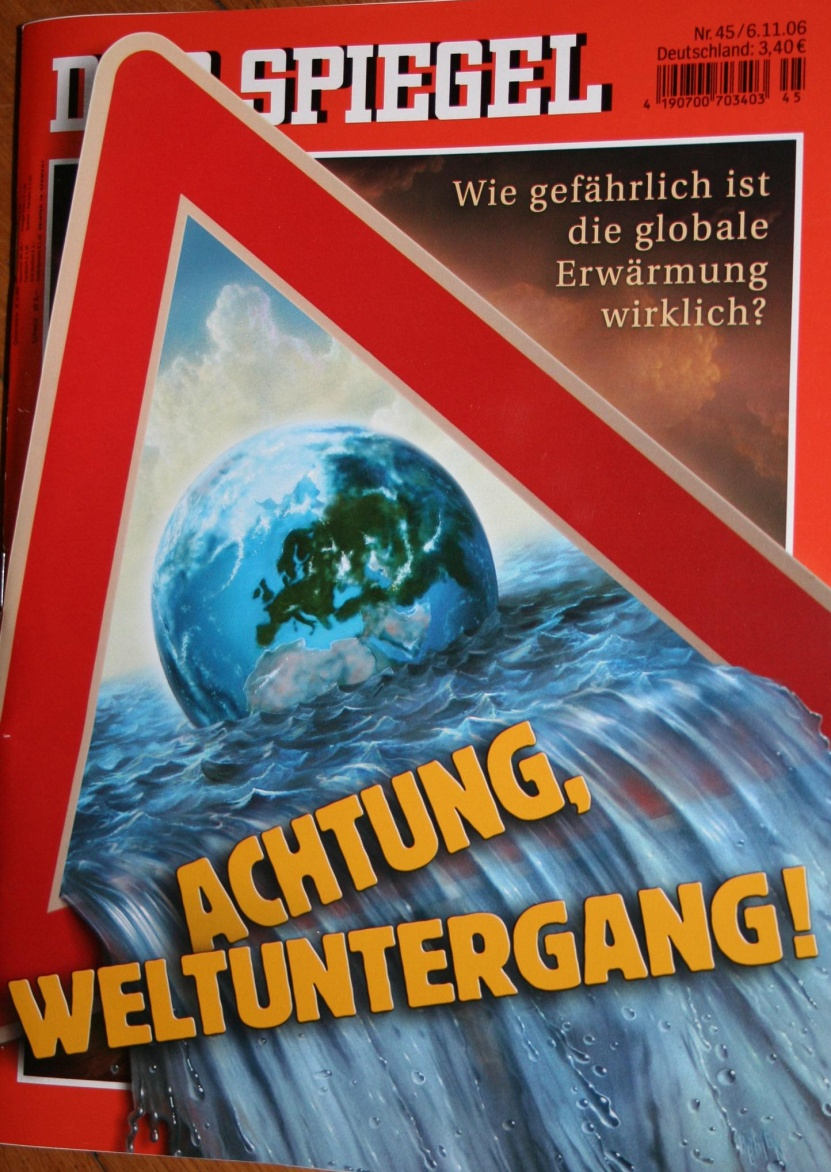 DER SPIEGEL
Nr. 45/6.11.06
Deutschland: 3,40 €
4 190700 703403 45
Wie gefährlich ist
die globale
Erwärmung
wirklich?
ACHTUNG,
WELTUNTERGANG!